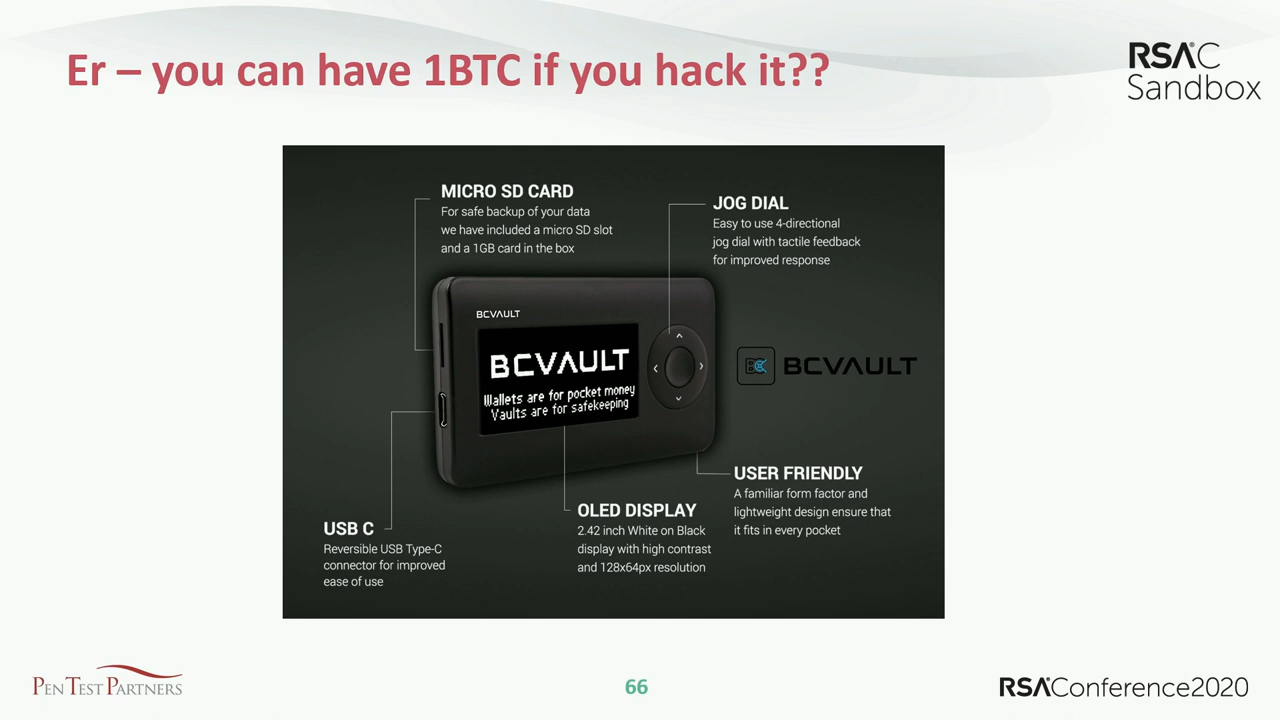 Er – you can have 1BTC if you hack it??
RSAC
Sandbox
MICRO SD CARD
For safe backup of your data
we have included a micro SD slot
and a 1GB card in the box
JOG DIAL
Easy to use 4-directional
jog dial with tactile feedback
for improved response
BCVAULT
BCVAULT
Wallets are for pocket money
Vaults are for safekeeping
BC
BCVAULT
USER FRIENDLY
A familiar form factor and
lightweight design ensure that
it fits in every pocket
OLED DISPLAY
2.42 inch White on Black
display with high contrast
and 128x64px resolution
USB C
Reversible USB Type-C
connector for improved
ease of use
PEN TEST PARTNERS
66
RSAConference2020